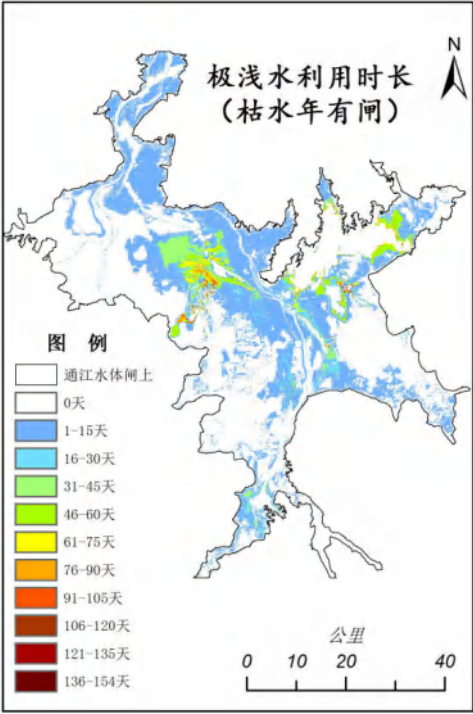 极浅水利用时长
（枯水年有闸）
N
图 例
通江水体闸上
0天
1-15天
16-30天
31-45天
46-60天
61-75天
76-90天
91-105天
106-120天
121-135天
136-154天
公里
0 10 20 40